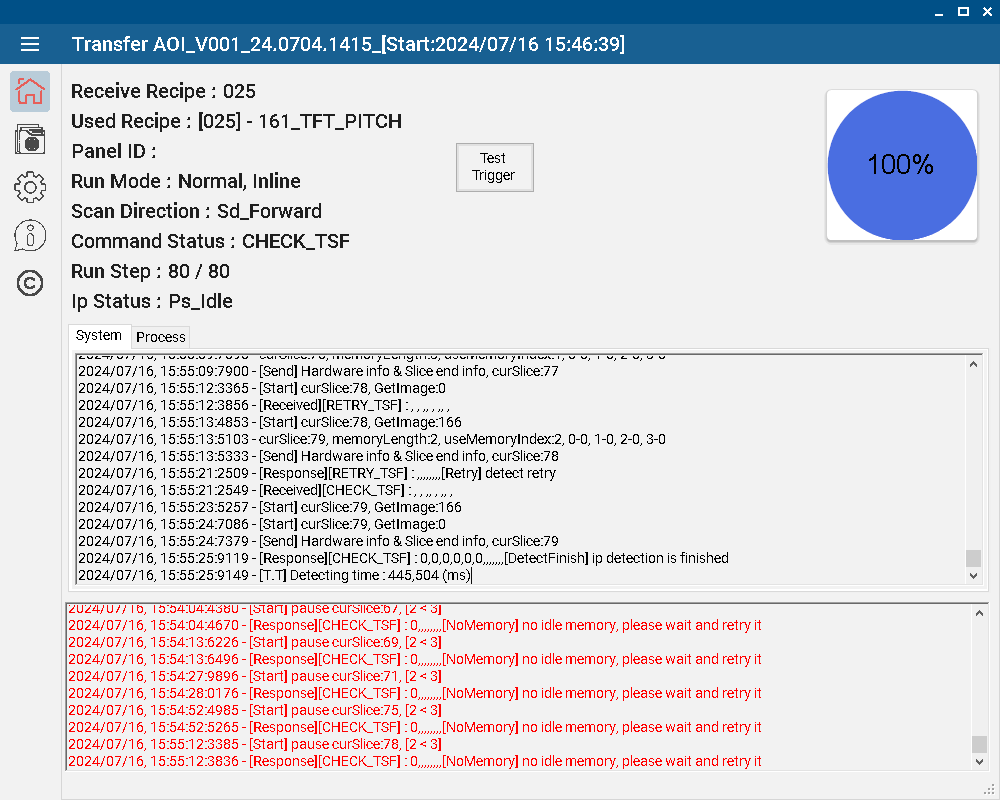 Transfer AOI_V001_24.0704.1415_[Start:2024/07/16 15:46:39]
Receive Recipe : 025
Used Recipe : [025] - 161_TFT_PITCH
Panel ID :
Run Mode : Normal, Inline
Scan Direction : Sd_Forward
Command Status : CHECK_TSF
Run Step : 80 / 80
Ip Status : Ps_Idle
Test
Trigger
100%
System
Process
2024/07/16, 15:55:09:7900 - [Send] Hardware info & Slice end info, curSlice:77
2024/07/16, 15:55:12:3365 - [Start] curSlice:78, GetImage:0
2024/07/16, 15:55:12:3856 - [Received][RETRY_TSF] : , , ,, ,, ,, ,
2024/07/16, 15:55:13:4853 - [Start] curSlice:78, GetImage:166
2024/07/16, 15:55:13:5103 - curSlice:79, memoryLength:2, useMemoryIndex:2, 0-0, 1-0, 2-0, 3-0
2024/07/16, 15:55:13:5333 - [Send] Hardware info & Slice end info, curSlice:78
2024/07/16, 15:55:21:2509 - [Response][RETRY_TSF] : ,,,,,,,,[Retry] detect retry
2024/07/16, 15:55:21:2549 - [Received][CHECK_TSF] : , , ,, ,, ,, ,
2024/07/16, 15:55:23:5257 - [Start] curSlice:79, GetImage:166
2024/07/16, 15:55:24:7086 - [Start] curSlice:79, GetImage:0
2024/07/16, 15:55:24:7379 - [Send] Hardware info & Slice end info, curSlice:79
2024/07/16, 15:55:25:9119 - [Response][CHECK_TSF] : 0,0,0,0,0,0,,,,,,,[DetectFinish] ip detection is finished
2024/07/16, 15:55:25:9149 - [T.T] Detecting time : 445,504 (ms)
2024/07/16, 15:54:04:4380 - [Start] pause curSlice:67, [2 < 3]
2024/07/16, 15:54:04:4670 - [Response][CHECK_TSF] : 0,,,,,,,,[NoMemory] no idle memory, please wait and retry it
2024/07/16, 15:54:13:6226 - [Start] pause curSlice:69, [2 < 3]
2024/07/16, 15:54:13:6496 - [Response][CHECK_TSF] : 0,,,,,,,,[NoMemory] no idle memory, please wait and retry it
2024/07/16, 15:54:27:9896 - [Start] pause curSlice:71, [2 < 3]
2024/07/16, 15:54:28:0176 - [Response][CHECK_TSF] : 0,,,,,,,,[NoMemory] no idle memory, please wait and retry it
2024/07/16, 15:54:52:4985 - [Start] pause curSlice:75, [2 < 3]
2024/07/16, 15:54:52:5265 - [Response][CHECK_TSF] : 0,,,,,,,,[NoMemory] no idle memory, please wait and retry it
2024/07/16, 15:55:12:3385 - [Start] pause curSlice:78, [2 < 3]
2024/07/16, 15:55:12:3836 - [Response][CHECK_TSF] : 0,,,,,,,,[NoMemory] no idle memory, please wait and retry it